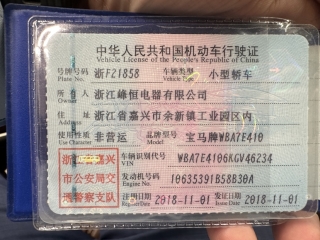 中华人民共和国机动车行驶证
Vehicle License of the People's Republic of China
号牌号码 浙F21858 车辆类型 小型轿车
Plate No. Vehicle Type
所有人 浙江峰恒电器有限公司
Owner
住址 浙江省嘉兴市余新镇工业园区内
Address
使用性质 非营运 品牌型号 宝马牌WBA7E410
Use Character Model
浙江省嘉兴 车辆识别代号 WBA7E4106KGV46234
VIN
市公安局交 发动机号码 10635391B58B30A
Engine No.
通警察支队 注册日期 2018-11-01 发证日期 2018-11-01
Register Date Issue Date